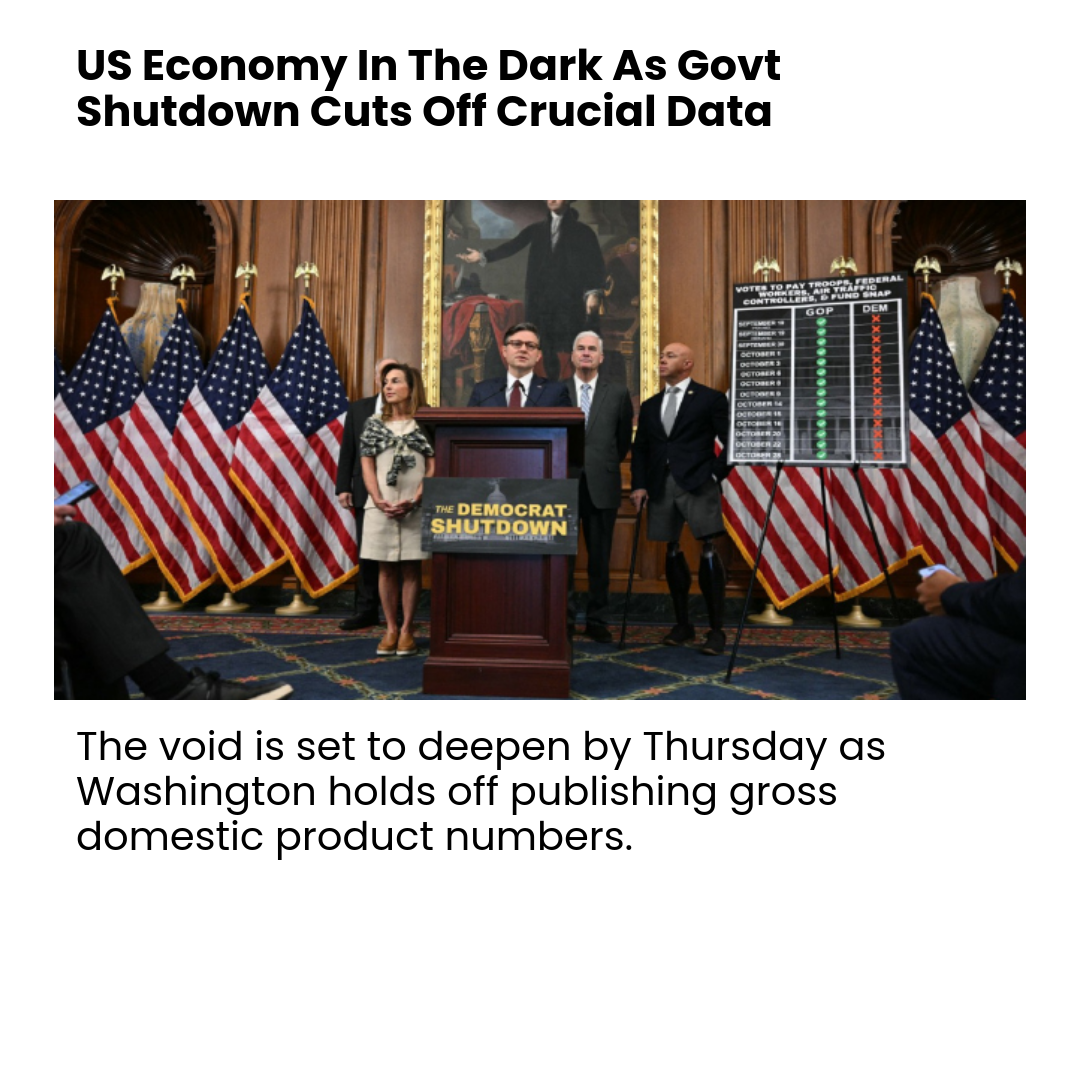 US Economy In The Dark As Govt
Shutdown Cuts Off Crucial Data
VOTES TO PAY TROOPS, FEDERAL
WORKERS, AIR TRAFFIC
CONTROLLERS, & FUND SNAP
GOP DEM
SEPTEMBER 19
SEPTEMBER 30
OCTOBER 1
OCTOBER 3
OCTOBER 6
OCTOBER 8
OCTOBER 9
OCTOBER 14
OCTOBER 15
OCTOBER 16
OCTOBER 20
OCTOBER 22
OCTOBER 28
THE DEMOCRAT
SHUTDOWN
The void is set to deepen by Thursday as
Washington holds off publishing gross
domestic product numbers.